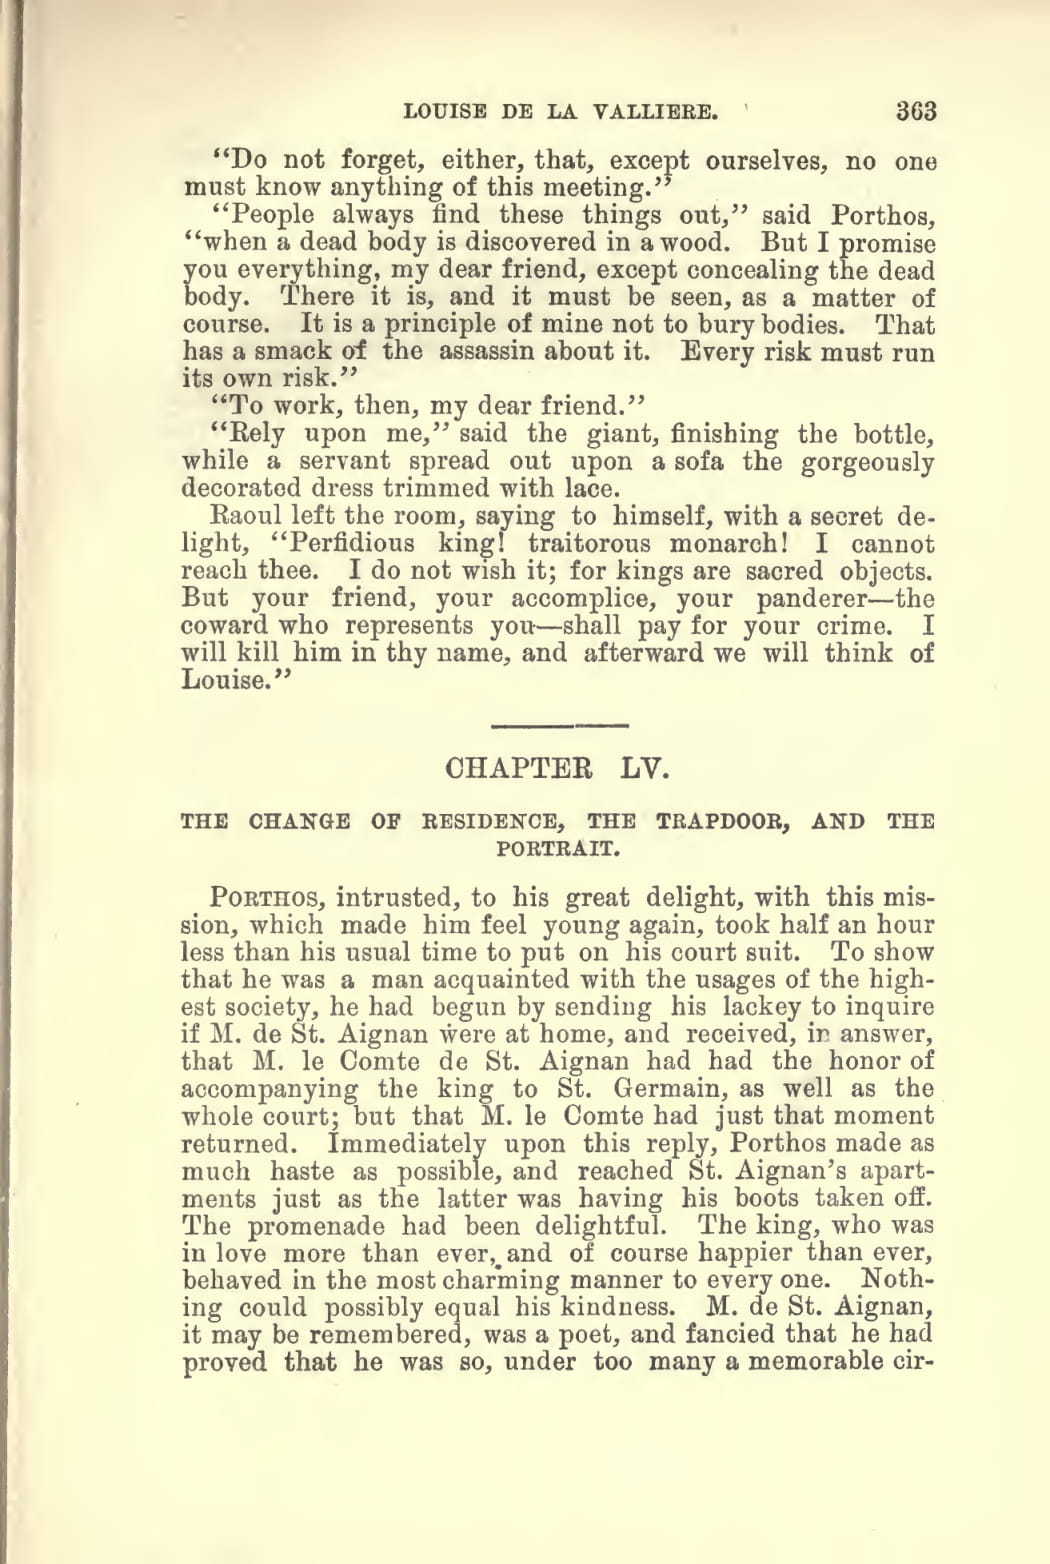 LOUISE DE LA VALLIERE. 363
“Do not forget, either, that, except ourselves, no one
must know anything of this meeting.”
“People always find these things out,” said Porthos,
“when a dead body is discovered in a wood. But I promise
you everything, my dear friend, except concealing the dead
body. There it is, and it must be seen, as a matter of
course. It is a principle of mine not to bury bodies. That
has a smack of the assassin about it. Every risk must run
its own risk.”
“To work, then, my dear friend.”
“Rely upon me,” said the giant, finishing the bottle,
while a servant spread out upon a sofa the gorgeously
decorated dress trimmed with lace.
Raoul left the room, saying to himself, with a secret de-
light, “Perfidious king! traitorous monarch! I cannot
reach thee. I do not wish it; for kings are sacred objects.
But your friend, your accomplice, your panderer—the
coward who represents you—shall pay for your crime. I
will kill him in thy name, and afterward we will think of
Louise.”
CHAPTER LV.
THE CHANGE OF RESIDENCE, THE TRAPDOOR, AND THE
PORTRAIT.
PORTHOS, intrusted, to his great delight, with this mis-
sion, which made him feel young again, took half an hour
less than his usual time to put on his court suit. To show
that he was a man acquainted with the usages of the high-
est society, he had begun by sending his lackey to inquire
if M. de St. Aignan were at home, and received, in answer,
that M. le Comte de St. Aignan had had the honor of
accompanying the king to St. Germain, as well as the
whole court; but that M. le Comte had just that moment
returned. Immediately upon this reply, Porthos made as
much haste as possible, and reached St. Aignan’s apart-
ments just as the latter was having his boots taken off.
The promenade had been delightful. The king, who was
in love more than ever, and of course happier than ever,
behaved in the most charming manner to every one. Noth-
ing could possibly equal his kindness. M. de St. Aignan,
it may be remembered, was a poet, and fancied that he had
proved that he was so, under too many a memorable cir-